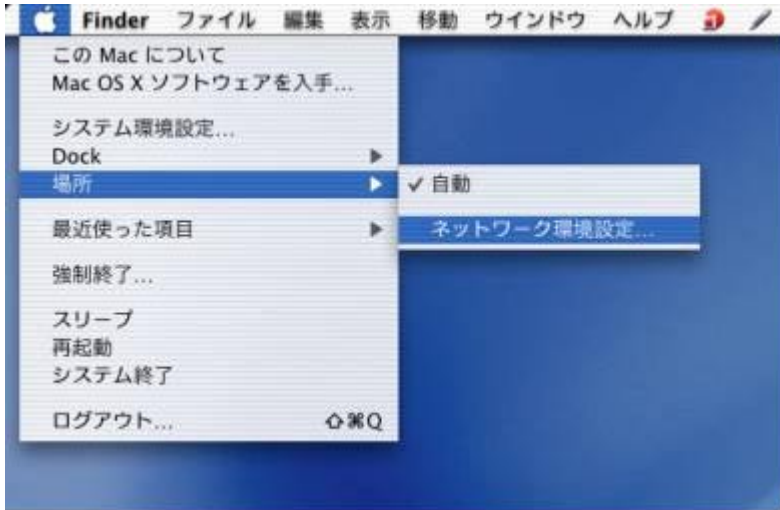 Finder ファイル 編集 表示 移動 ウインドウ ヘルプ
この Mac について
Mac OS X ソフトウェアを入手...
システム環境設定...
Dock
場所
✓ 自動
最近使った項目
ネットワーク環境設定...
強制終了...
スリープ
再起動
システム終了
ログアウト... ⇧⌘Q